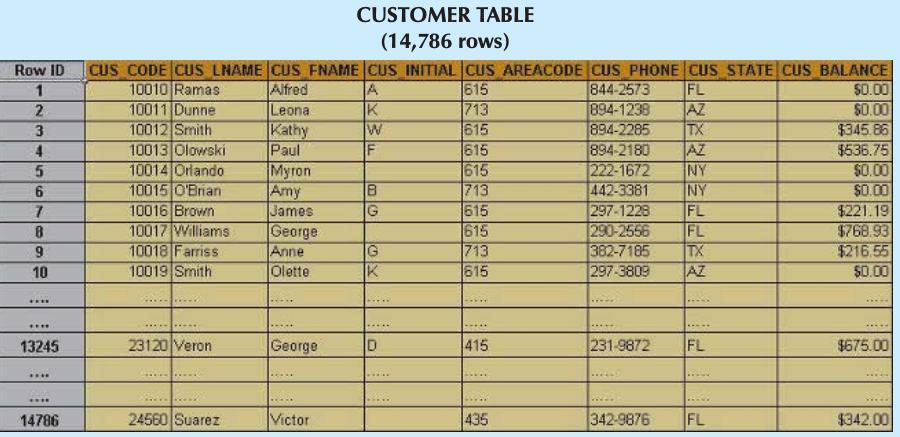 CUSTOMER TABLE
(14,786 rows)
Row ID CUS_CODE CUS_LNAME CUS_FNAME CUS_INITIAL CUS_AREACODE CUS_PHONE CUS_STATE CUS_BALANCE
1 10010 Ramas Alfred A 615 844-2573 FL $0.00
2 10011 Dunne Leona K 713 894-1238 AZ $0.00
3 10012 Smith Kathy W 615 894-2285 TX $345.86
4 10013 Olowski Paul F 615 894-2180 AZ $536.75
5 10014 Orlando Myron 615 222-1672 NY $0.00
6 10015 O'Brian Amy B 713 442-3381 NY $0.00
7 10016 Brown James G 615 297-1228 FL $221.19
8 10017 Williams George 615 290-2556 FL $768.93
9 10018 Farriss Anne G 713 382-7185 TX $216.55
10 10019 Smith Olette K 615 297-3809 AZ $0.00
.... ..... ..... ..... ..... ..... ..... ..... .....
.... ..... ..... ..... ..... ..... ..... ..... .....
13245 23120 Veron George D 415 231-9872 FL $675.00
.... ..... ..... ..... ..... ..... ..... ..... .....
.... ..... ..... ..... ..... ..... ..... ..... .....
14786 24560 Suarez Victor 435 342-9876 FL $342.00